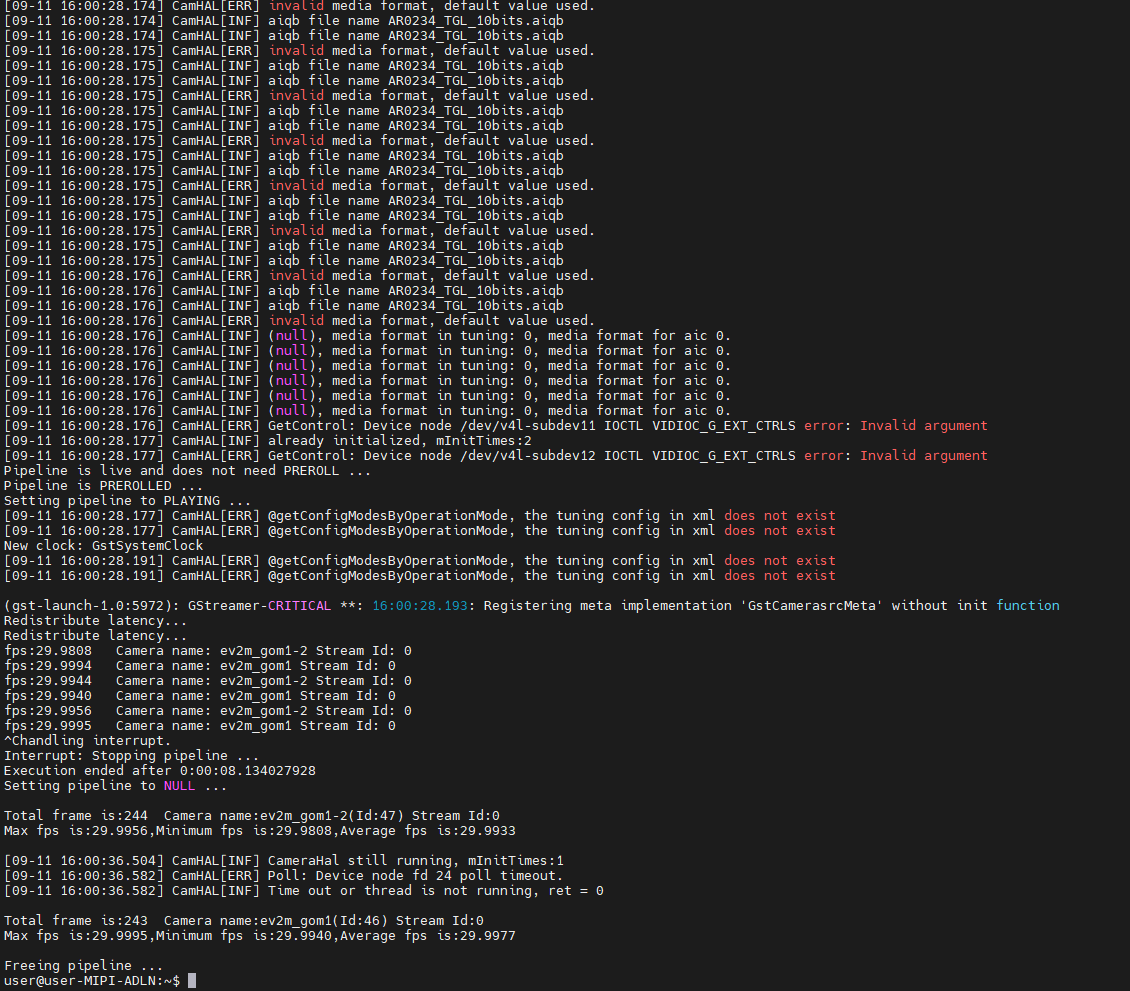 [09-11 16:00:28.174] CamHAL[ERR] invalid media format, default value used.
[09-11 16:00:28.174] CamHAL[INF] aiqb file name AR0234_TGL_10bits.aiqb
[09-11 16:00:28.174] CamHAL[INF] aiqb file name AR0234_TGL_10bits.aiqb
[09-11 16:00:28.175] CamHAL[ERR] invalid media format, default value used.
[09-11 16:00:28.175] CamHAL[INF] aiqb file name AR0234_TGL_10bits.aiqb
[09-11 16:00:28.175] CamHAL[INF] aiqb file name AR0234_TGL_10bits.aiqb
[09-11 16:00:28.175] CamHAL[ERR] invalid media format, default value used.
[09-11 16:00:28.175] CamHAL[INF] aiqb file name AR0234_TGL_10bits.aiqb
[09-11 16:00:28.175] CamHAL[INF] aiqb file name AR0234_TGL_10bits.aiqb
[09-11 16:00:28.175] CamHAL[ERR] invalid media format, default value used.
[09-11 16:00:28.175] CamHAL[INF] aiqb file name AR0234_TGL_10bits.aiqb
[09-11 16:00:28.175] CamHAL[INF] aiqb file name AR0234_TGL_10bits.aiqb
[09-11 16:00:28.175] CamHAL[ERR] invalid media format, default value used.
[09-11 16:00:28.175] CamHAL[INF] aiqb file name AR0234_TGL_10bits.aiqb
[09-11 16:00:28.175] CamHAL[INF] aiqb file name AR0234_TGL_10bits.aiqb
[09-11 16:00:28.175] CamHAL[ERR] invalid media format, default value used.
[09-11 16:00:28.175] CamHAL[INF] aiqb file name AR0234_TGL_10bits.aiqb
[09-11 16:00:28.175] CamHAL[INF] aiqb file name AR0234_TGL_10bits.aiqb
[09-11 16:00:28.176] CamHAL[ERR] invalid media format, default value used.
[09-11 16:00:28.176] CamHAL[INF] aiqb file name AR0234_TGL_10bits.aiqb
[09-11 16:00:28.176] CamHAL[INF] aiqb file name AR0234_TGL_10bits.aiqb
[09-11 16:00:28.176] CamHAL[ERR] invalid media format, default value used.
[09-11 16:00:28.176] CamHAL[INF] (null), media format in tuning: 0, media format for aic 0.
[09-11 16:00:28.176] CamHAL[INF] (null), media format in tuning: 0, media format for aic 0.
[09-11 16:00:28.176] CamHAL[INF] (null), media format in tuning: 0, media format for aic 0.
[09-11 16:00:28.176] CamHAL[INF] (null), media format in tuning: 0, media format for aic 0.
[09-11 16:00:28.176] CamHAL[INF] (null), media format in tuning: 0, media format for aic 0.
[09-11 16:00:28.176] CamHAL[INF] (null), media format in tuning: 0, media format for aic 0.
[09-11 16:00:28.176] CamHAL[ERR] GetControl: Device node /dev/v4l-subdev11 IOCTL VIDIOC_G_EXT_CTRLS error: Invalid argument
[09-11 16:00:28.177] CamHAL[INF] already initialized, mInitTimes:2
[09-11 16:00:28.177] CamHAL[ERR] GetControl: Device node /dev/v4l-subdev12 IOCTL VIDIOC_G_EXT_CTRLS error: Invalid argument
Pipeline is live and does not need PREROLL ...
Pipeline is PREROLLED ...
Setting pipeline to PLAYING ...
[09-11 16:00:28.177] CamHAL[ERR] @getConfigModesByOperationMode, the tuning config in xml does not exist
[09-11 16:00:28.177] CamHAL[ERR] @getConfigModesByOperationMode, the tuning config in xml does not exist
New clock: GstSystemClock
[09-11 16:00:28.191] CamHAL[ERR] @getConfigModesByOperationMode, the tuning config in xml does not exist
[09-11 16:00:28.191] CamHAL[ERR] @getConfigModesByOperationMode, the tuning config in xml does not exist
(gst-launch-1.0:5972): GStreamer-CRITICAL **: 16:00:28.193: Registering meta implementation 'GstCamerasrcMeta' without init function
Redistribute latency...
Redistribute latency...
fps:29.9808   Camera name: ev2m_gom1-2 Stream Id: 0
fps:29.9994   Camera name: ev2m_gom1 Stream Id: 0
fps:29.9944   Camera name: ev2m_gom1-2 Stream Id: 0
fps:29.9940   Camera name: ev2m_gom1 Stream Id: 0
fps:29.9956   Camera name: ev2m_gom1-2 Stream Id: 0
fps:29.9995   Camera name: ev2m_gom1 Stream Id: 0
^Chandling interrupt.
Interrupt: Stopping pipeline ...
Execution ended after 0:00:08.134027928
Setting pipeline to NULL ...
Total frame is:244  Camera name:ev2m_gom1-2(Id:47) Stream Id:0
Max fps is:29.9956,Minimum fps is:29.9808,Average fps is:29.9933
[09-11 16:00:36.504] CamHAL[INF] CameraHal still running, mInitTimes:1
[09-11 16:00:36.582] CamHAL[ERR] Poll: Device node fd 24 poll timeout.
[09-11 16:00:36.582] CamHAL[INF] Time out or thread is not running, ret = 0
Total frame is:243  Camera name:ev2m_gom1(Id:46) Stream Id:0
Max fps is:29.9995,Minimum fps is:29.9940,Average fps is:29.9977
Freeing pipeline ...
user@user-MIPI-ADLN:~$